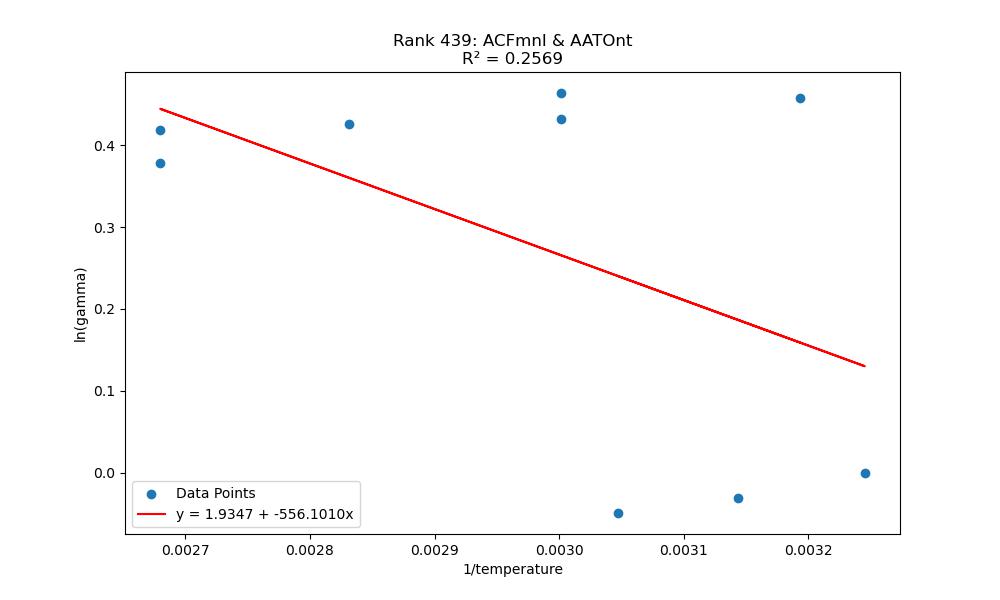 Rank 439: ACFmnl & AATOnt
R² = 0.2569
ln(gamma)
0.4
0.3
0.2
0.1
0.0
Data Points
y = 1.9347 + -556.1010x
0.0027 0.0028 0.0029 0.0030 0.0031 0.0032
1/temperature